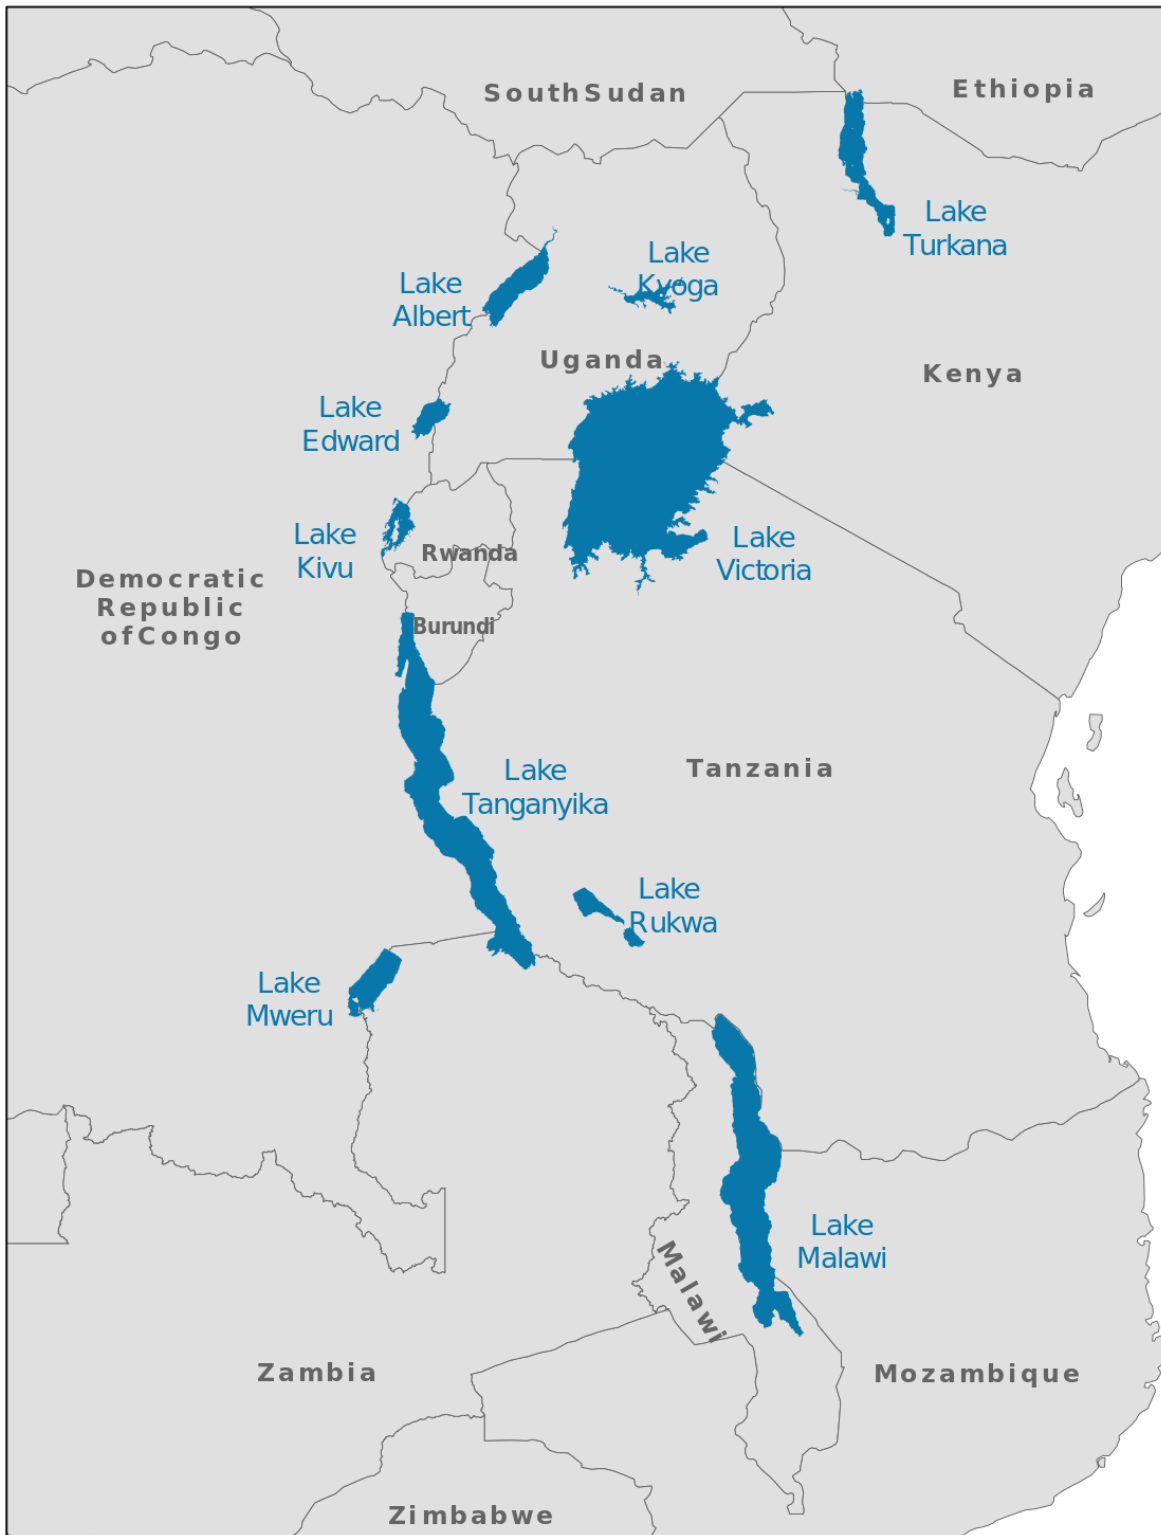 SouthSudan
Ethiopia
Lake
Turkana
Lake
Kyoga
Lake
Albert
Uganda
Kenya
Lake
Edward
Lake
Kivu
Rwanda
Lake
Victoria
Democratic
Republic
ofCongo
Burundi
Tanzania
Lake
Tanganyika
Lake
Rukwa
Lake
Mweru
Lake
Malawi
Malawi
Zambia
Mozambique
Zimbabwe